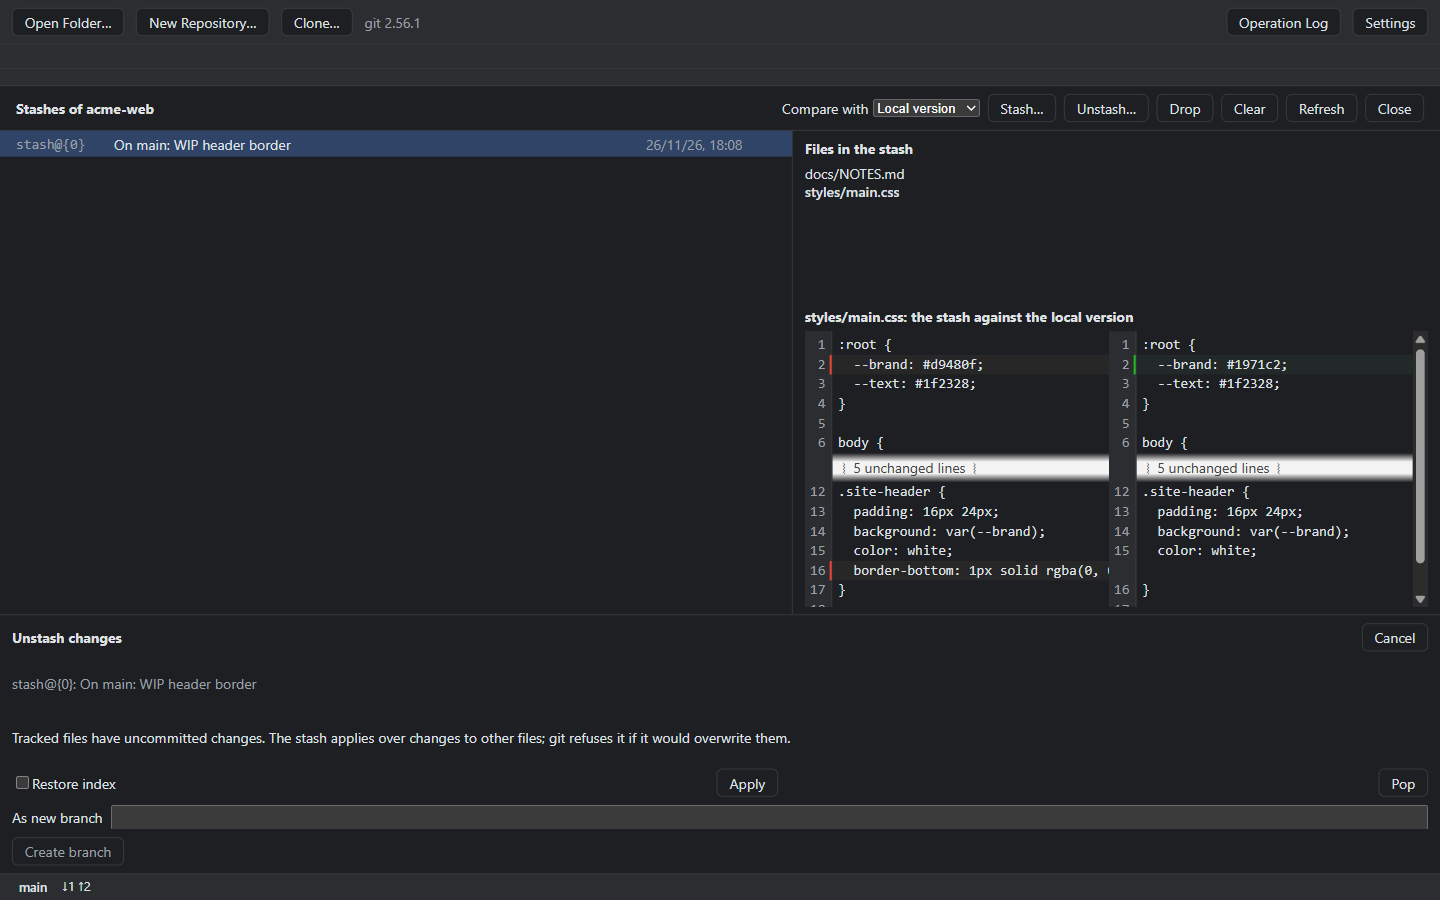 Open Folder... New Repository... Clone... git 2.56.1 Operation Log Settings
Stashes of acme-web Compare with Local version Stash... Unstash... Drop Clear Refresh Close
stash@{0} On main: WIP header border 26/11/26, 18:08
Files in the stash
docs/NOTES.md
styles/main.css
styles/main.css: the stash against the local version
1 :root { 1 :root {
2 --brand: #d9480f; 2 --brand: #1971c2;
3 --text: #1f2328; 3 --text: #1f2328;
4 } 4 }
5 5
6 body { 6 body {
5 unchanged lines 5 unchanged lines
12 .site-header { 12 .site-header {
13 padding: 16px 24px; 13 padding: 16px 24px;
14 background: var(--brand); 14 background: var(--brand);
15 color: white; 15 color: white;
16 border-bottom: 1px solid rgba(0,
17 } 16 }
Unstash changes Cancel
stash@{0}: On main: WIP header border
Tracked files have uncommitted changes. The stash applies over changes to other files; git refuses it if it would overwrite them.
Restore index Apply Pop
As new branch
Create branch
main ↓1 ↑2